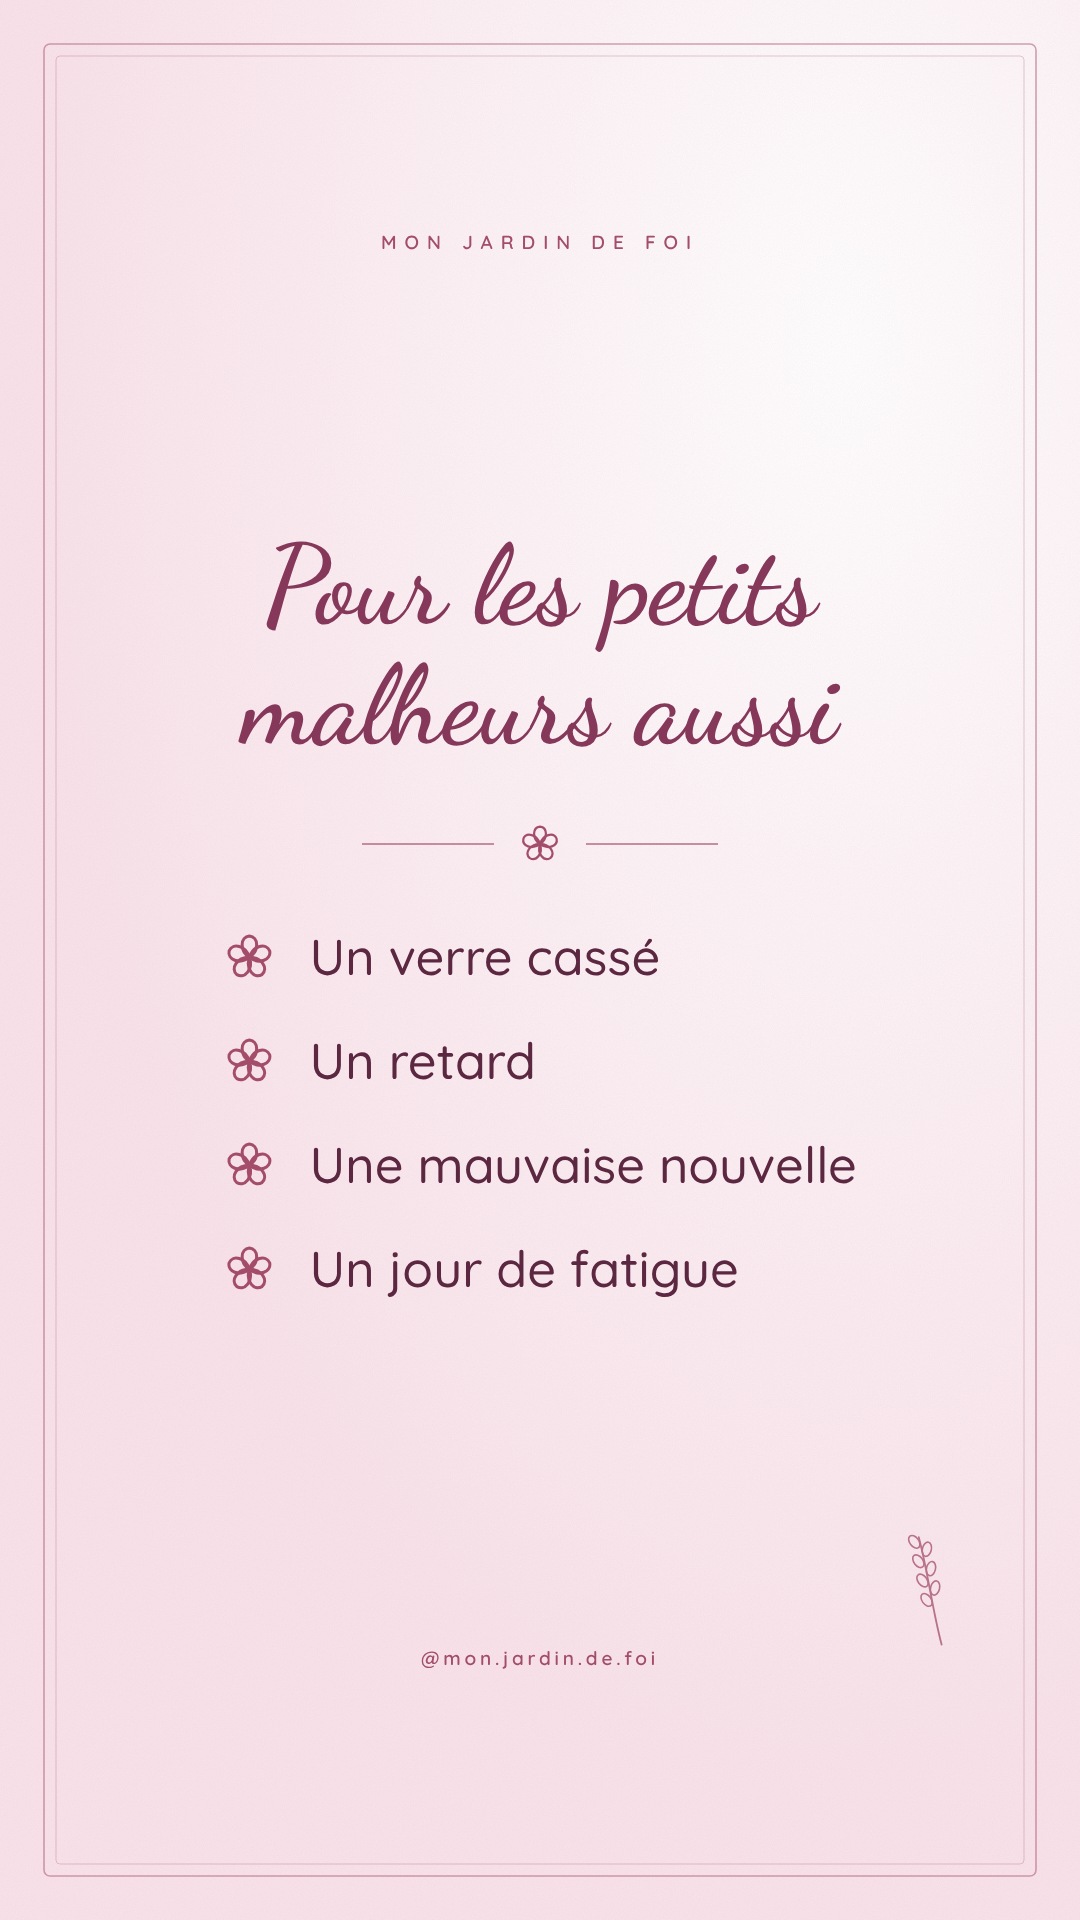 MON JARDIN DE FOI
Pour les petits
malheurs aussi
Un verre cassé
Un retard
Une mauvaise nouvelle
Un jour de fatigue
@mon.jardin.de.foi